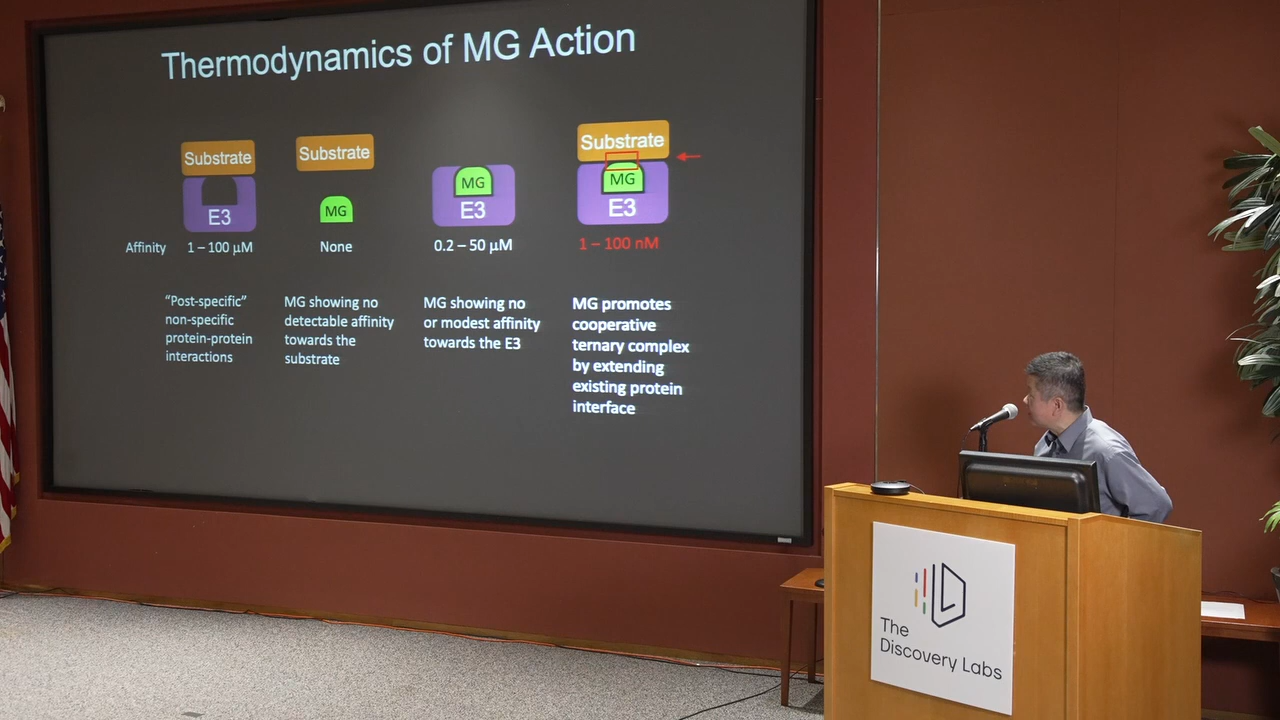 Thermodynamics of MG Action
Substrate
E3
Substrate
MG
MG
E3
Substrate
MG
E3
Affinity
1 – 100 µM
None
0.2 – 50 µM
1 – 100 nM
“Post-specific”
non-specific
protein-protein
interactions
MG showing no
detectable affinity
towards the
substrate
MG showing no
or modest affinity
towards the E3
MG promotes
cooperative
ternary complex
by extending
existing protein
interface
The
Discovery Labs